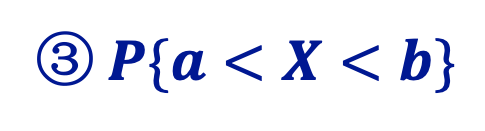 ③ P{a < X < b}